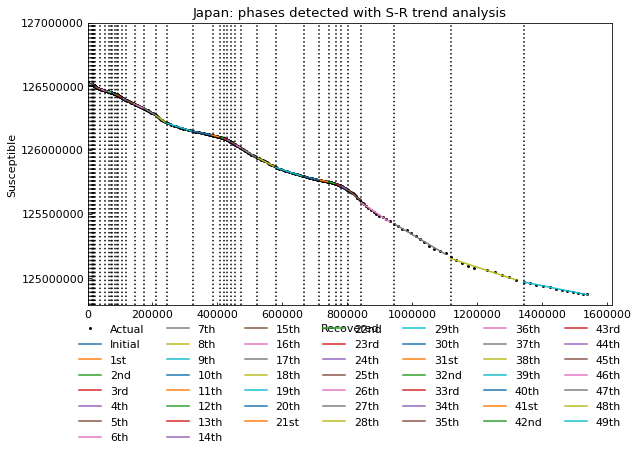 Japan: phases detected with S-R trend analysis
127000000
126500000
126000000
125500000
125000000
Susceptible
0 200000 400000 600000 800000 1000000 1200000 1400000 1600000
Recovered
Actual 7th 15th 22nd 29th 36th 43rd
Initial 8th 16th 23rd 30th 37th 44th
1st 9th 17th 24th 31st 38th 45th
2nd 10th 18th 25th 32nd 39th 46th
3rd 11th 19th 26th 33rd 40th 47th
4th 12th 20th 27th 34th 41st 48th
5th 13th 21st 28th 35th 42nd 49th
6th 14th